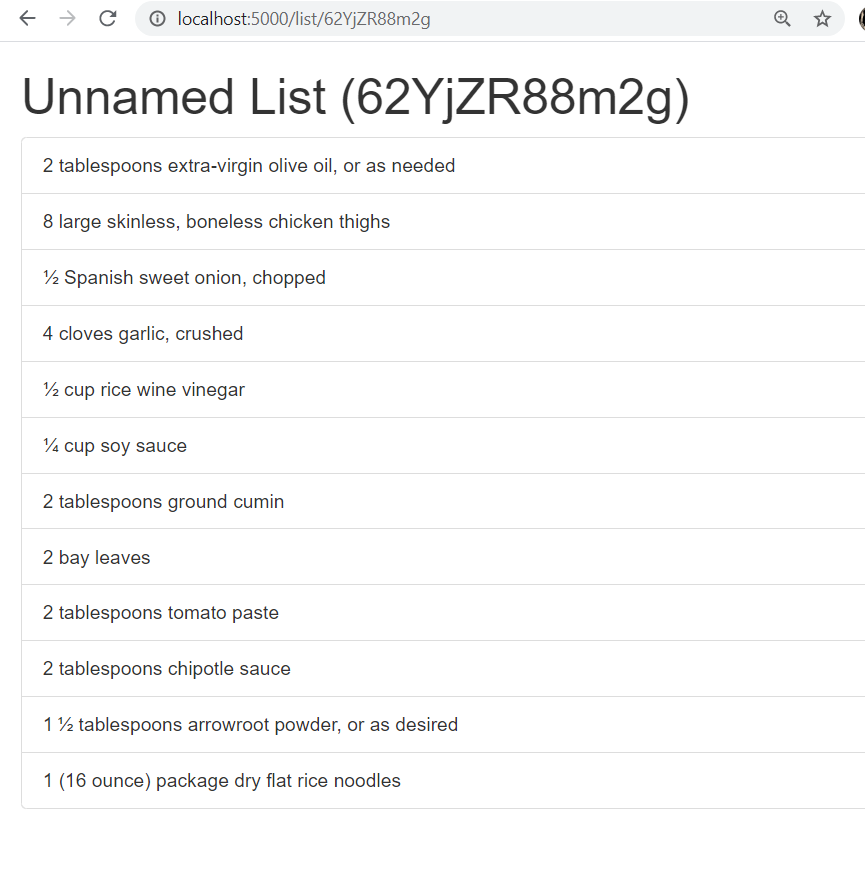 localhost:5000/list/62YjZR88m2g
Unnamed List (62YjZR88m2g)
2 tablespoons extra-virgin olive oil, or as needed
8 large skinless, boneless chicken thighs
½ Spanish sweet onion, chopped
4 cloves garlic, crushed
½ cup rice wine vinegar
¼ cup soy sauce
2 tablespoons ground cumin
2 bay leaves
2 tablespoons tomato paste
2 tablespoons chipotle sauce
1 ½ tablespoons arrowroot powder, or as desired
1 (16 ounce) package dry flat rice noodles